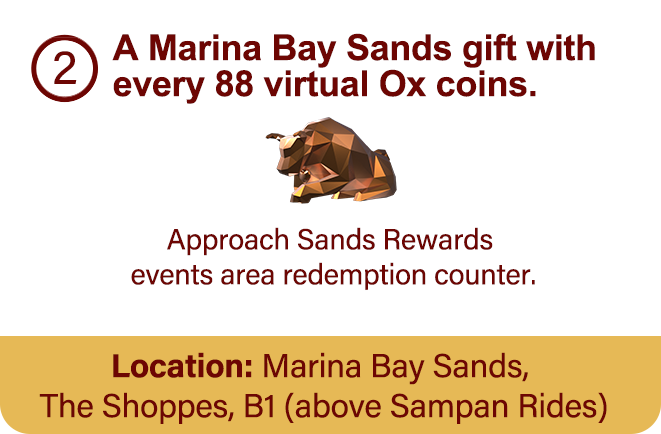 2
A Marina Bay Sands gift with
every 88 virtual Ox coins.
Approach Sands Rewards
events area redemption counter.
Location: Marina Bay Sands,
The Shoppes, B1 (above Sampan Rides)